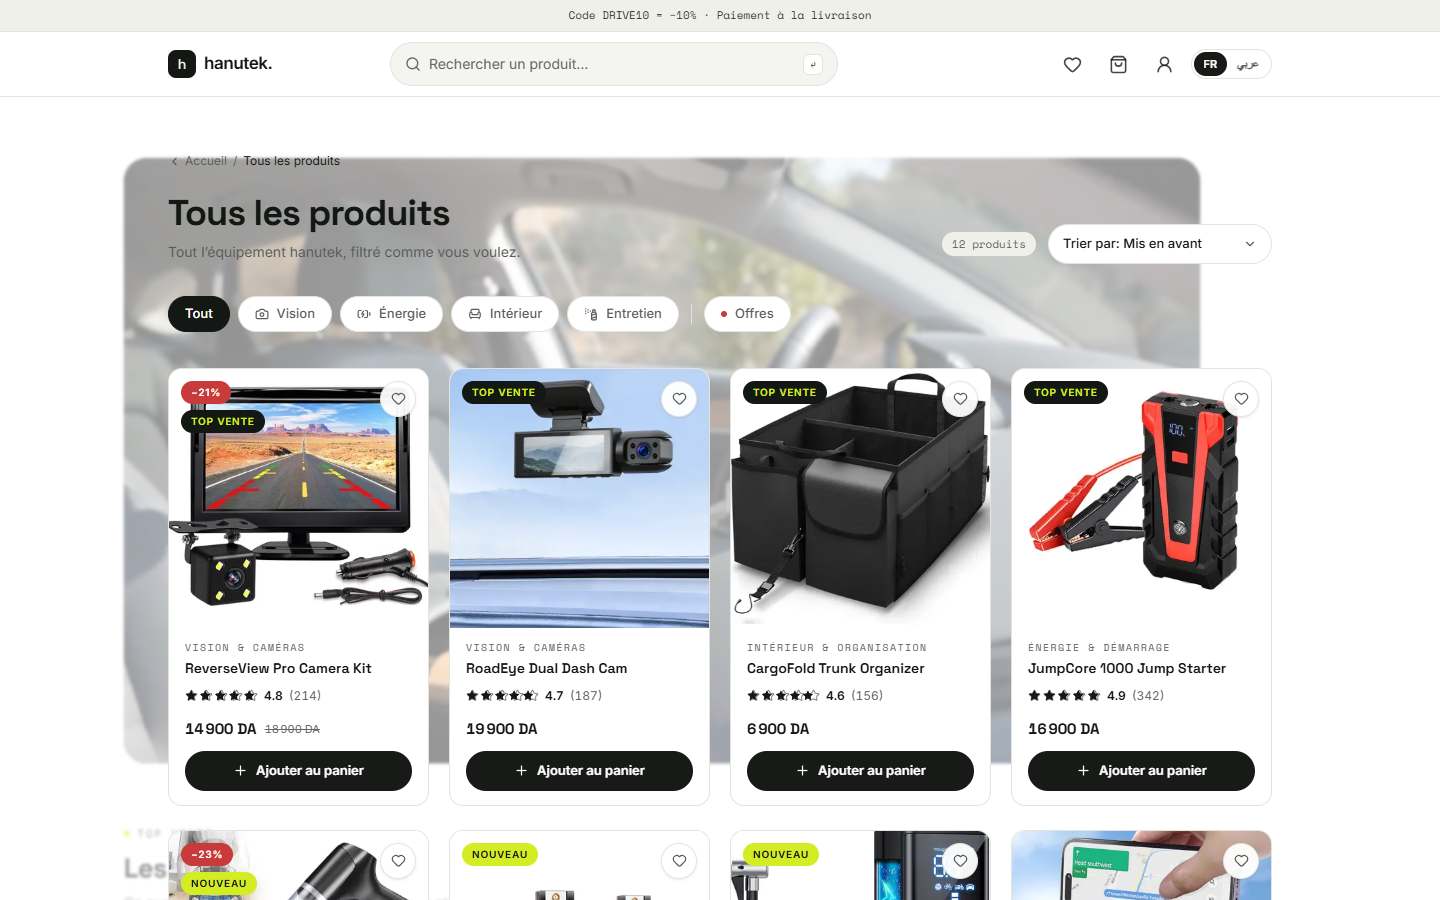 Code DRIVE10 = −10% · Paiement à la livraison
h hanutek.
Rechercher un produit...
FR عربي
Accueil / Tous les produits
Tous les produits
Tout l’équipement hanutek, filtré comme vous voulez.
12 produits
Trier par: Mis en avant
Tout
Vision
Énergie
Intérieur
Entretien
Offres
−21%
TOP VENTE
VISION & CAMÉRAS
ReverseView Pro Camera Kit
4.8 (214)
14 900 DA 18 900 DA
+ Ajouter au panier
TOP VENTE
VISION & CAMÉRAS
RoadEye Dual Dash Cam
4.7 (187)
19 900 DA
+ Ajouter au panier
TOP VENTE
INTÉRIEUR & ORGANISATION
CargoFold Trunk Organizer
4.6 (156)
6 900 DA
+ Ajouter au panier
TOP VENTE
100
ÉNERGIE & DÉMARRAGE
JumpCore 1000 Jump Starter
4.9 (342)
16 900 DA
+ Ajouter au panier
TOP
Les
−23%
NOUVEAU
NOUVEAU
NOUVEAU
Head southwest